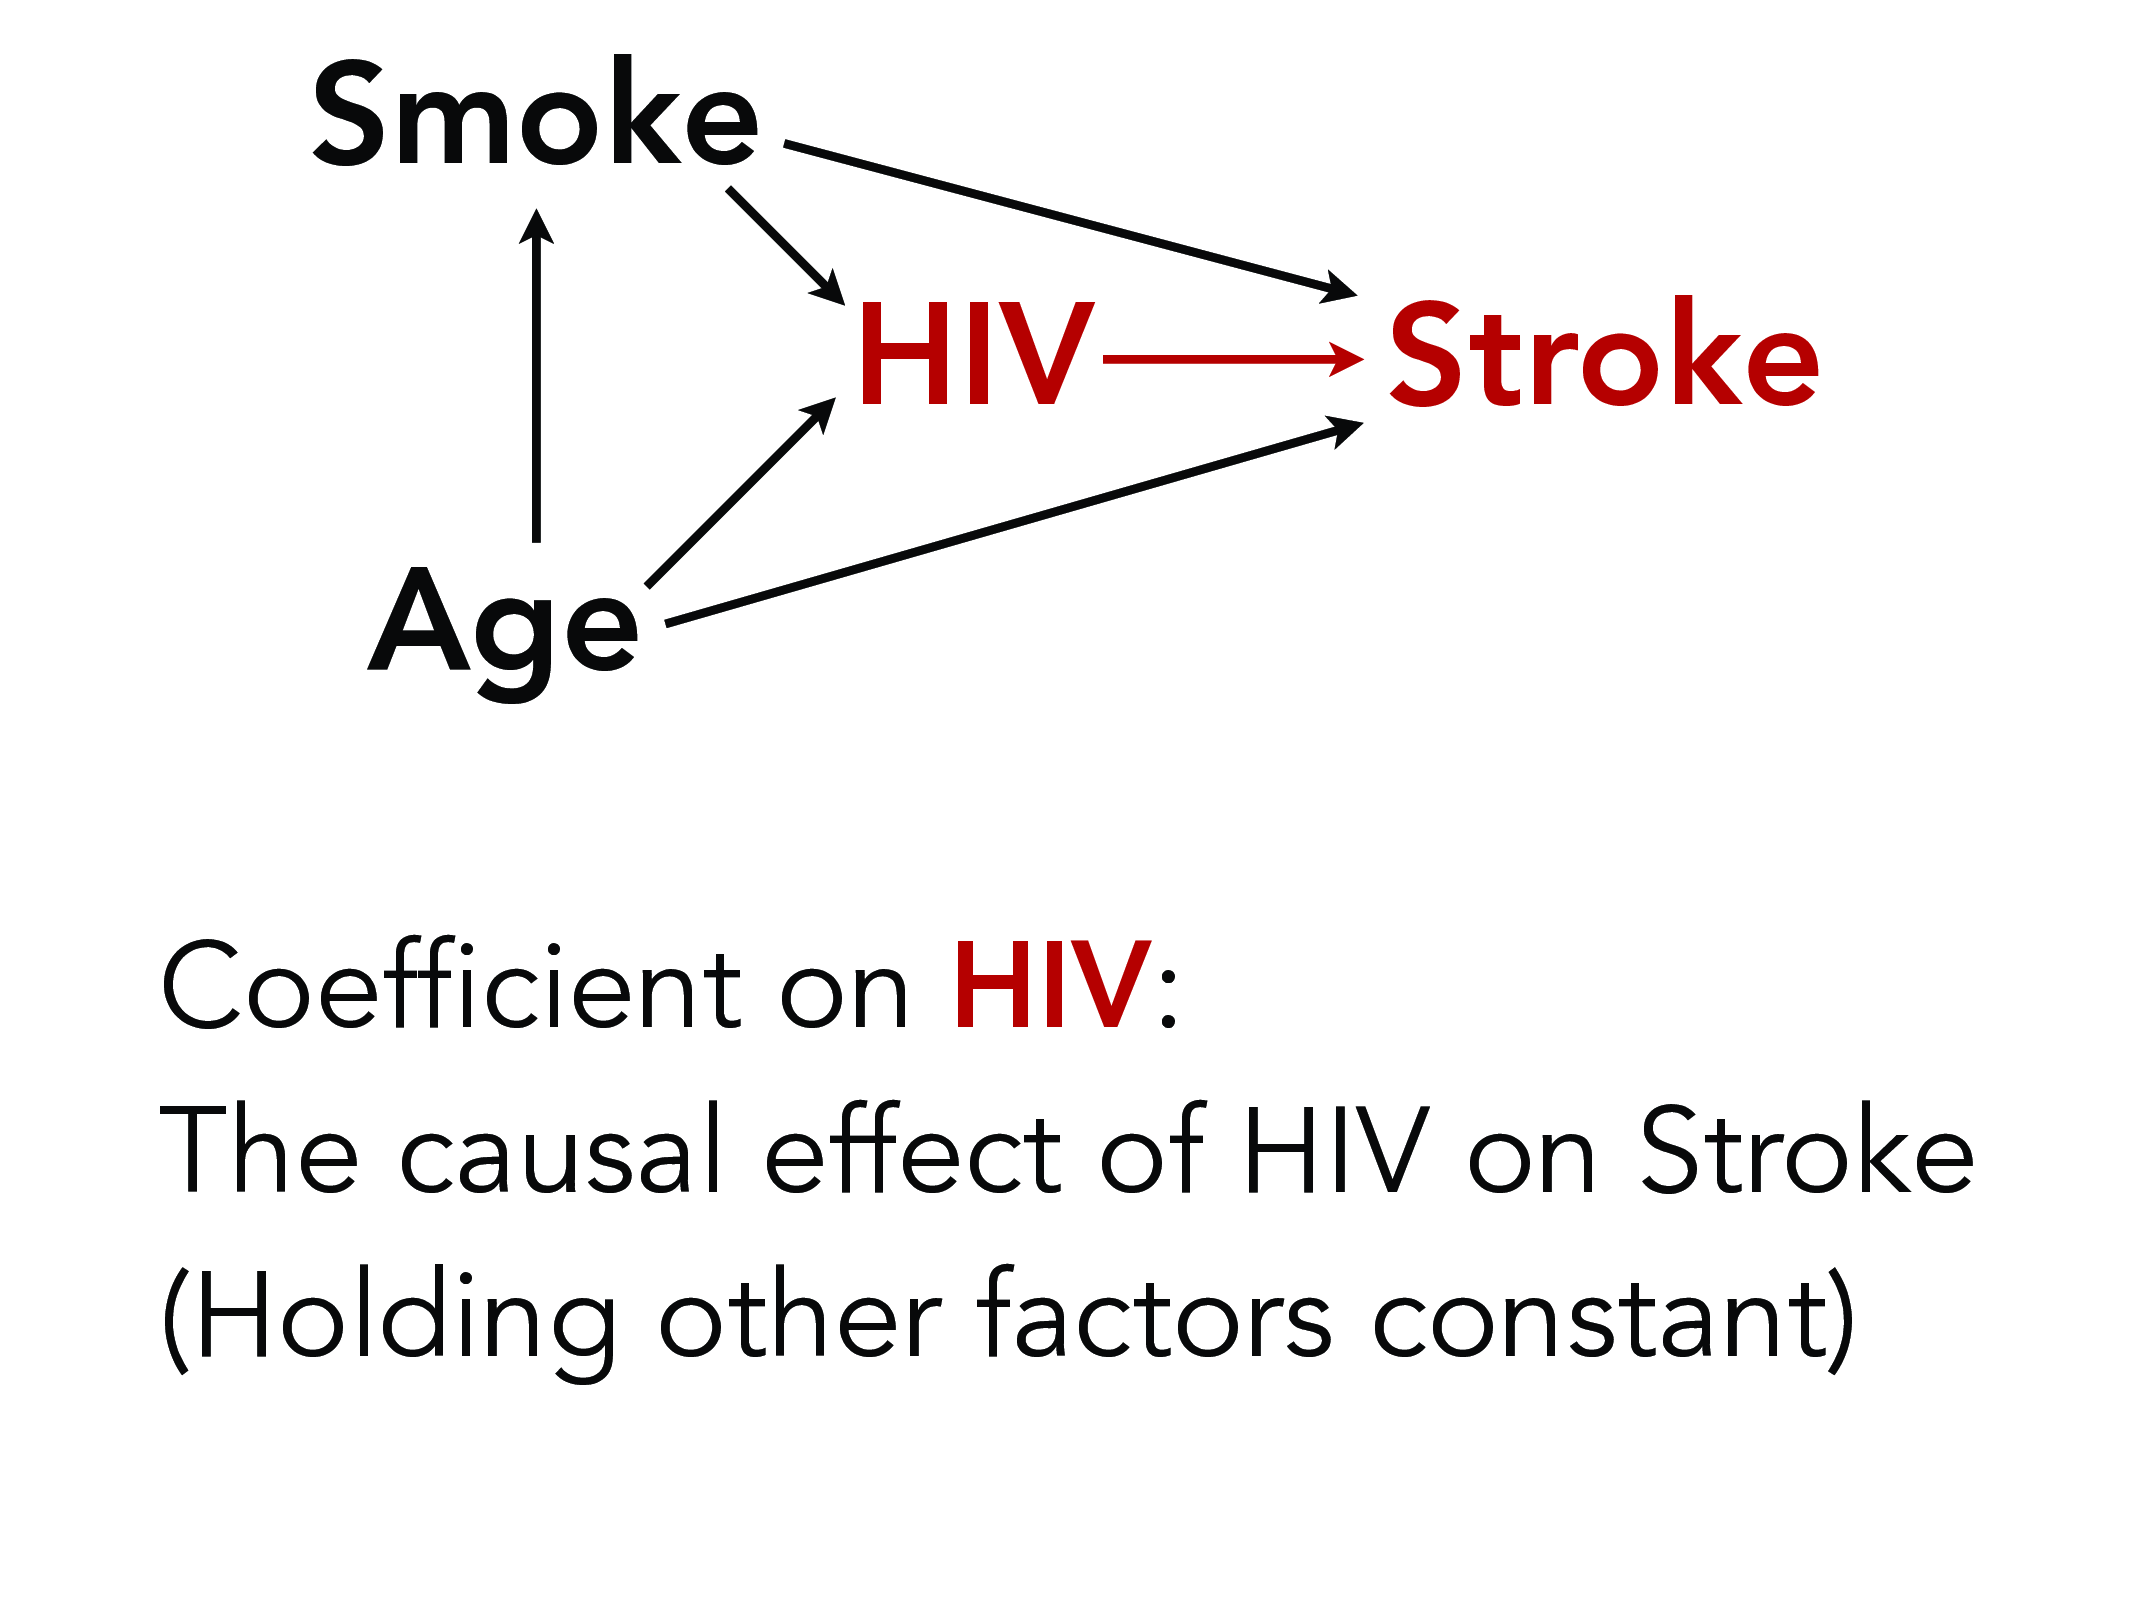 Smoke
HIV
Stroke
Age
Coefficient on HIV:
The causal effect of HIV on Stroke
(Holding other factors constant)